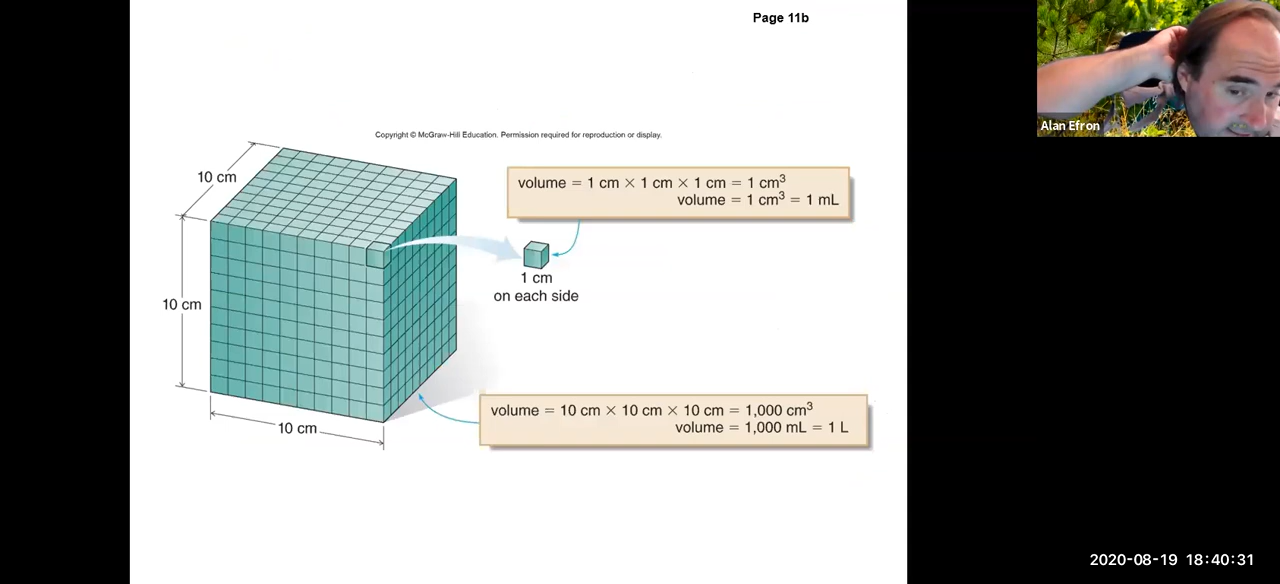 Page 11b
Alan Efron
Copyright © McGraw-Hill Education. Permission required for reproduction or display.
10 cm
volume = 1 cm × 1 cm × 1 cm = 1 cm³
volume = 1 cm³ = 1 mL
1 cm
on each side
10 cm
volume = 10 cm × 10 cm × 10 cm = 1,000 cm³
volume = 1,000 mL = 1 L
10 cm
2020-08-19 18:40:31